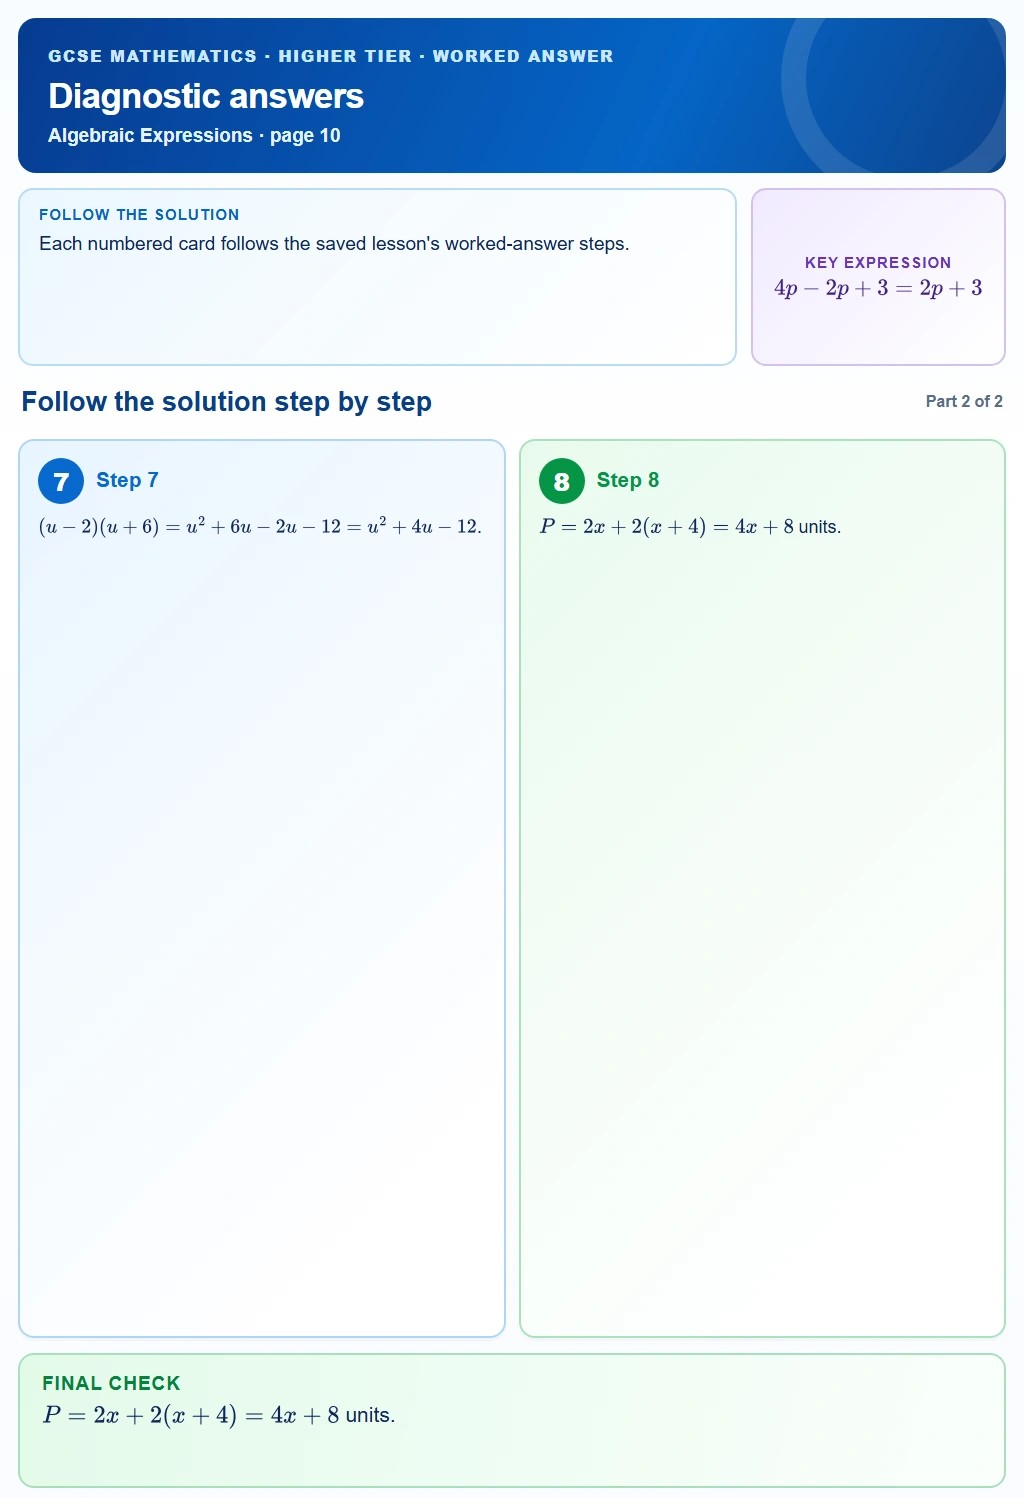 GCSE MATHEMATICS · HIGHER TIER · WORKED ANSWER
Diagnostic answers
Algebraic Expressions · page 10
FOLLOW THE SOLUTION
Each numbered card follows the saved lesson's worked-answer steps.
KEY EXPRESSION
4p − 2p + 3 = 2p + 3
Follow the solution step by step
Part 2 of 2
7 Step 7
(u − 2)(u + 6) = u² + 6u − 2u − 12 = u² + 4u − 12.
8 Step 8
P = 2x + 2(x + 4) = 4x + 8 units.
FINAL CHECK
P = 2x + 2(x + 4) = 4x + 8 units.